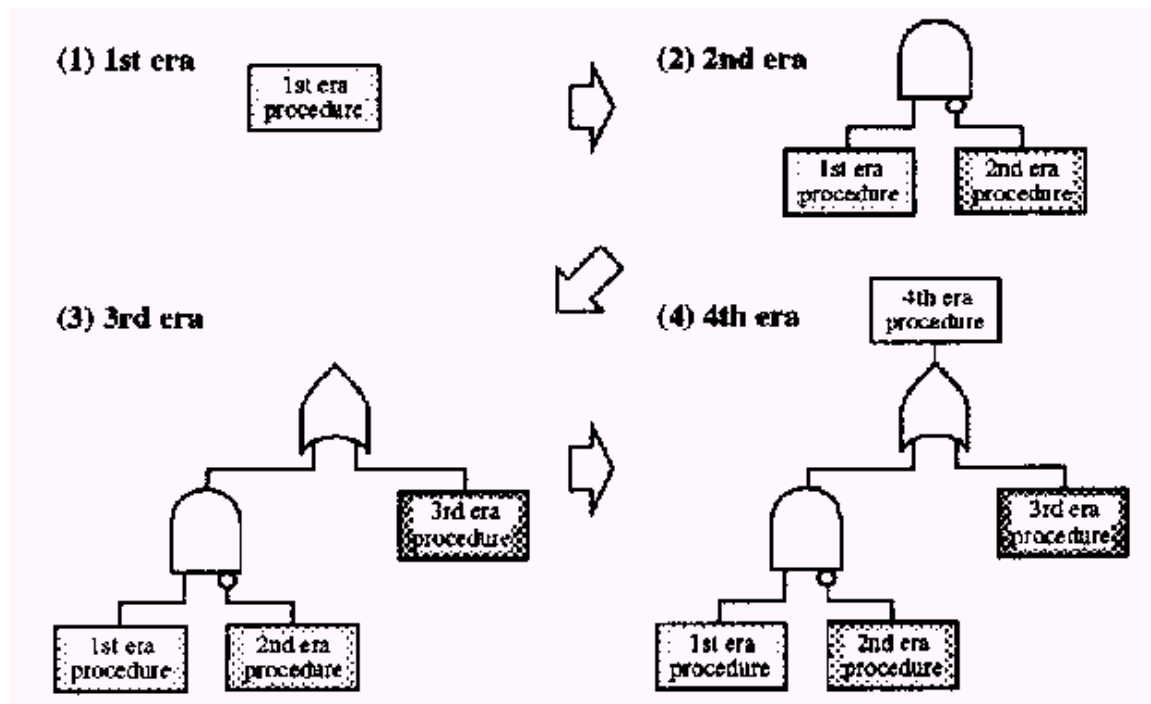 (1) 1st era
1st era
procedure
(2) 2nd era
1st era
procedure
2nd era
procedure
(3) 3rd era
3rd era
procedure
1st era
procedure
2nd era
procedure
(4) 4th era
4th era
procedure
3rd era
procedure
1st era
procedure
2nd era
procedure